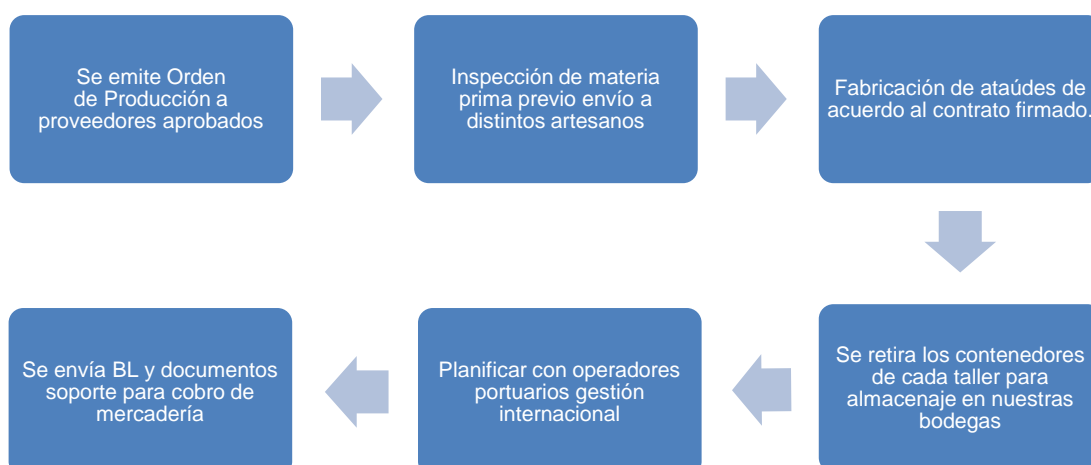 Se emite Orden
de Producción a
proveedores aprobados
Inspección de materia
prima previo envío a
distintos artesanos
Fabricación de ataúdes de
acuerdo al contrato firmado.
Se retira los contenedores
de cada taller para
almacenaje en nuestras
bodegas
Planificar con operadores
portuarios gestión
internacional
Se envía BL y documentos
soporte para cobro de
mercadería